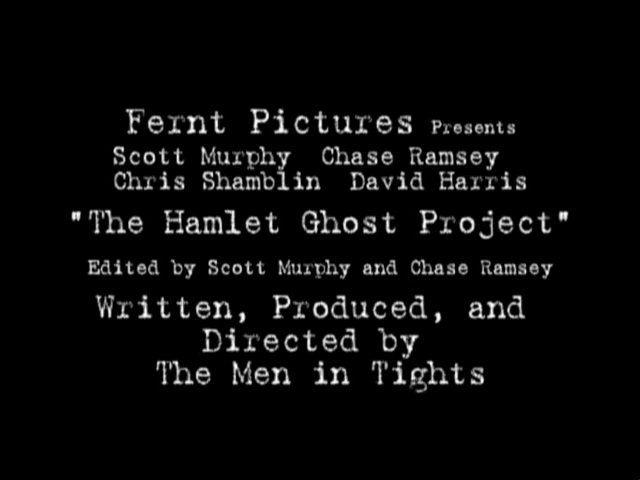 Fernt Pictures Presents
Scott Murphy Chase Ramsey
Chris Shamblin David Harris
"The Hamlet Ghost Project"
Edited by Scott Murphy and Chase Ramsey
Written, Produced, and
Directed by
The Men in Tights